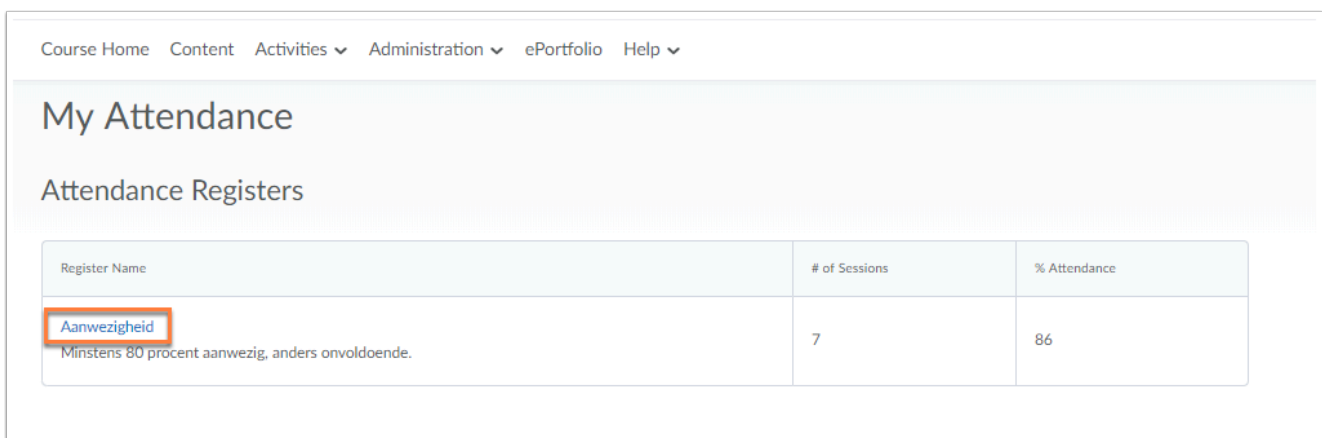 Course Home Content Activities Administration ePortfolio Help
My Attendance
Attendance Registers
Register Name # of Sessions % Attendance
Aanwezigheid
Minstens 80 procent aanwezig, anders onvoldoende.
7 86